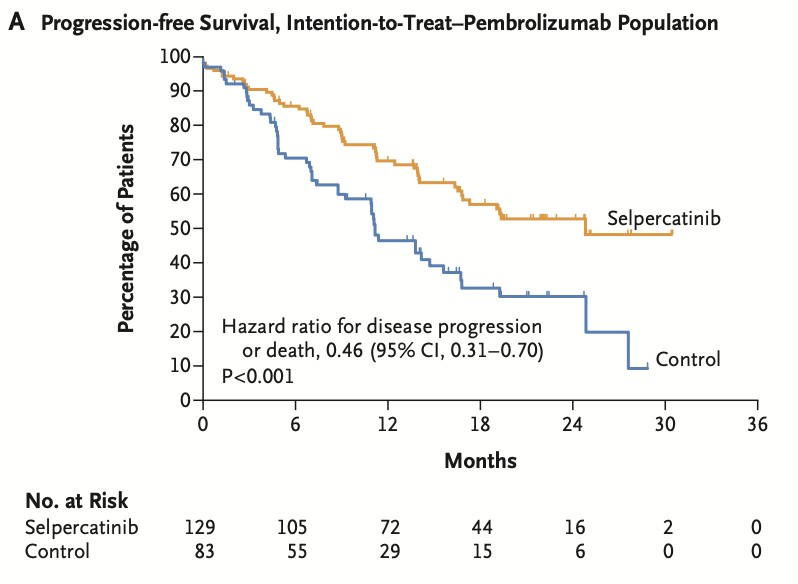 A Progression-free Survival, Intention-to-Treat–Pembrolizumab Population
Percentage of Patients
100
90
80
70
60
50
40
30
20
10
0
Selpercatinib
Control
Hazard ratio for disease progression
or death, 0.46 (95% CI, 0.31–0.70)
P<0.001
0 6 12 18 24 30 36
Months
No. at Risk
Selpercatinib 129 105 72 44 16 2 0
Control 83 55 29 15 6 0 0